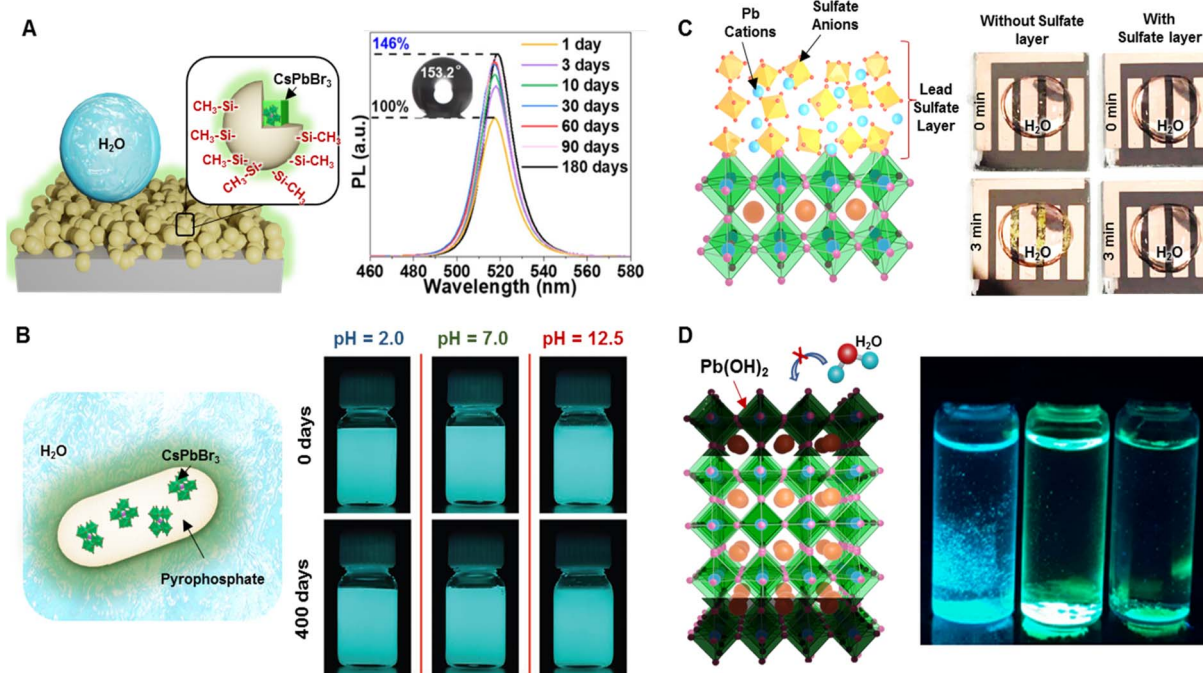 A
H₂O
CsPbBr₃
CH₃-Si-
CH₃-Si-
CH₃-Si-
CH₃-Si-
-Si-CH₃
-Si-CH₃
-Si-CH₃
PL (a.u.)
146%
100%
153.2°
1 day
3 days
10 days
30 days
60 days
90 days
180 days
460 480 500 520 540 560 580
Wavelength (nm)
B
H₂O
CsPbBr₃
Pyrophosphate
pH = 2.0
pH = 7.0
pH = 12.5
0 days
400 days
C
Pb
Cations
Sulfate
Anions
Lead
Sulfate
Layer
Without Sulfate
layer
With
Sulfate layer
0 min
H₂O
0 min
H₂O
3 min
H₂O
3 min
H₂O
D
Pb(OH)₂
H₂O